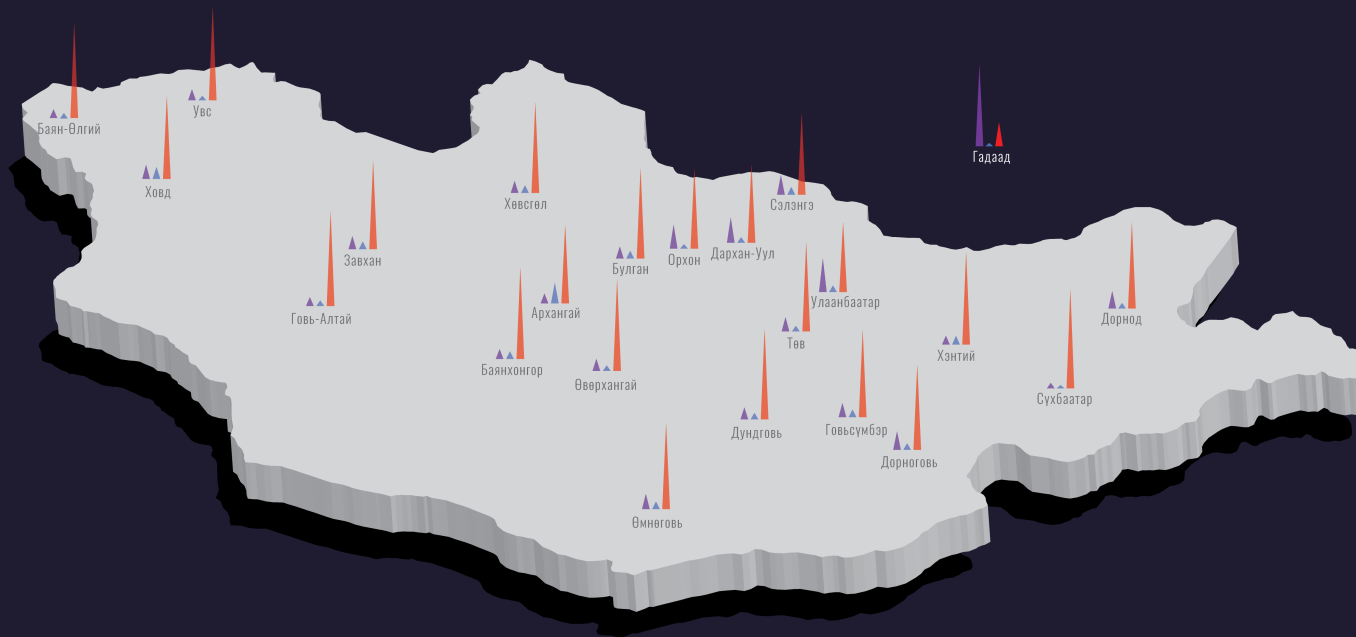 Увс
Баян-Өлгий
Гадаад
Ховд
Хөвсгөл
Сэлэнгэ
Завхан
Орхон
Дархан-Уул
Булган
Улаанбаатар
Архангай
Говь-Алтай
Дорнод
Төв
Хэнтий
Баянхонгор
Өвөрхангай
Сүхбаатар
Дундговь
Говьсүмбэр
Дорноговь
Өмнөговь